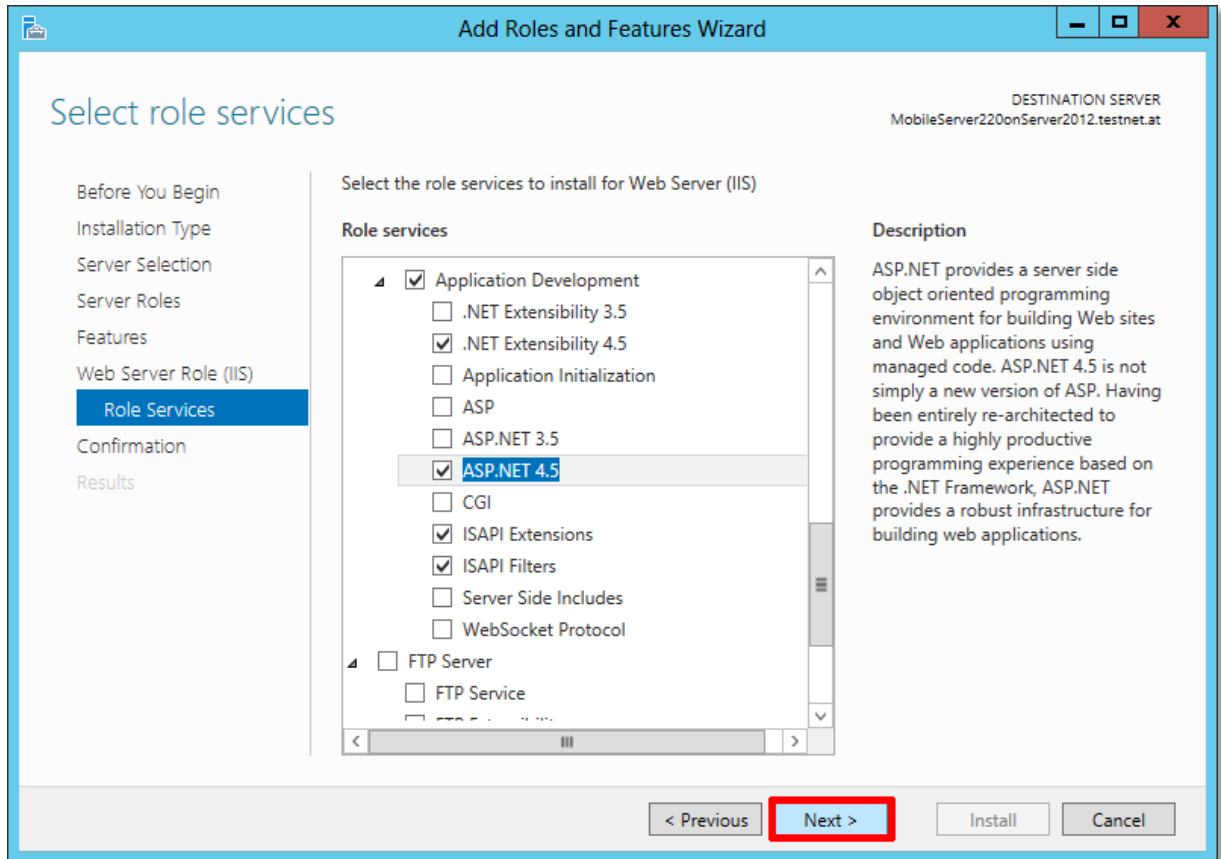 Add Roles and Features Wizard
Select role services
DESTINATION SERVER
MobileServer220onServer2012.testnet.at
Before You Begin
Installation Type
Server Selection
Server Roles
Features
Web Server Role (IIS)
Role Services
Confirmation
Results
Select the role services to install for Web Server (IIS)
Role services
Application Development
.NET Extensibility 3.5
.NET Extensibility 4.5
Application Initialization
ASP
ASP.NET 3.5
ASP.NET 4.5
CGI
ISAPI Extensions
ISAPI Filters
Server Side Includes
WebSocket Protocol
FTP Server
FTP Service
Description
ASP.NET provides a server side
object oriented programming
environment for building Web sites
and Web applications using
managed code. ASP.NET 4.5 is not
simply a new version of ASP. Having
been entirely re-architected to
provide a highly productive
programming experience based on
the .NET Framework, ASP.NET
provides a robust infrastructure for
building web applications.
< Previous
Next >
Install
Cancel